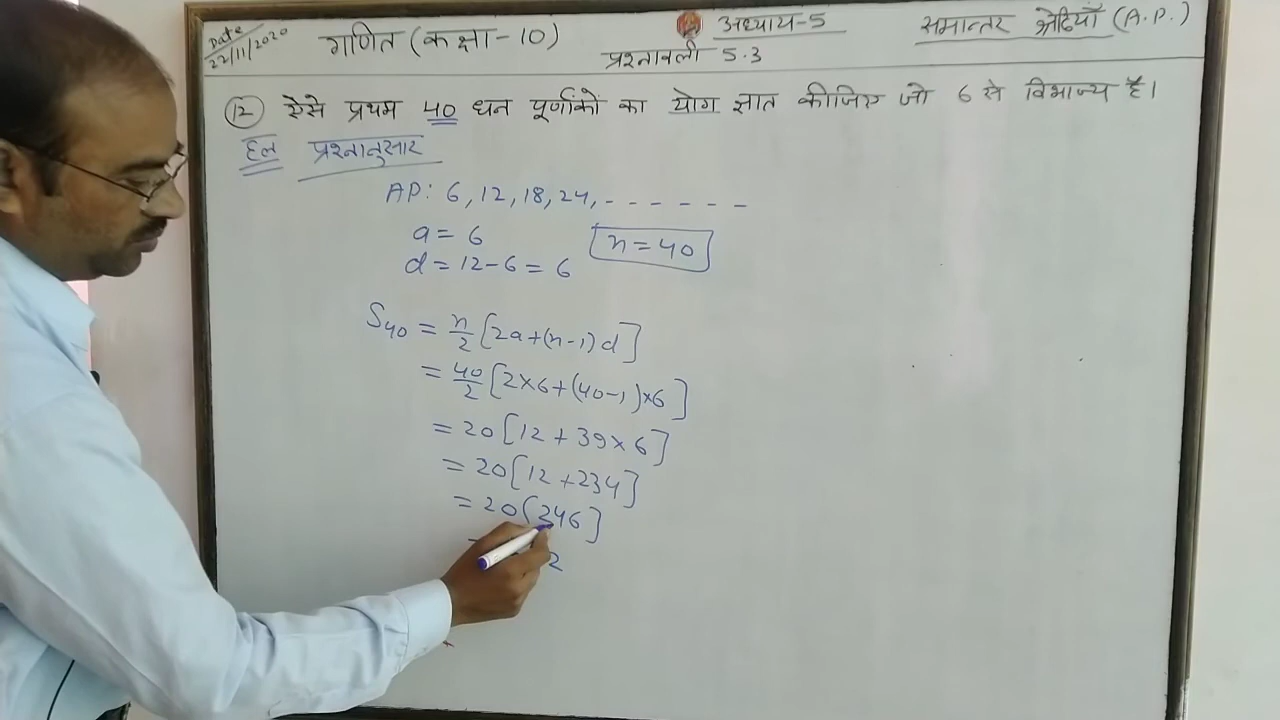 Date 22/11/2020
गणित (कक्षा-10)
अध्याय-5
समान्तर श्रेढियाँ (A.P.)
प्रश्नावली 5.3
12 ऐसे प्रथम 40 धन पूर्णांकों का योग ज्ञात कीजिए जो 6 से विभाज्य है।
हल प्रश्नानुसार
AP: 6, 12, 18, 24, - - - - - -
a = 6
n = 40
d = 12 - 6 = 6
S40 = n/2 [2a+(n-1)d]
= 40/2 [2×6+(40-1)×6]
= 20[12 + 39×6]
= 20[12 + 234]
= 20[246]
2